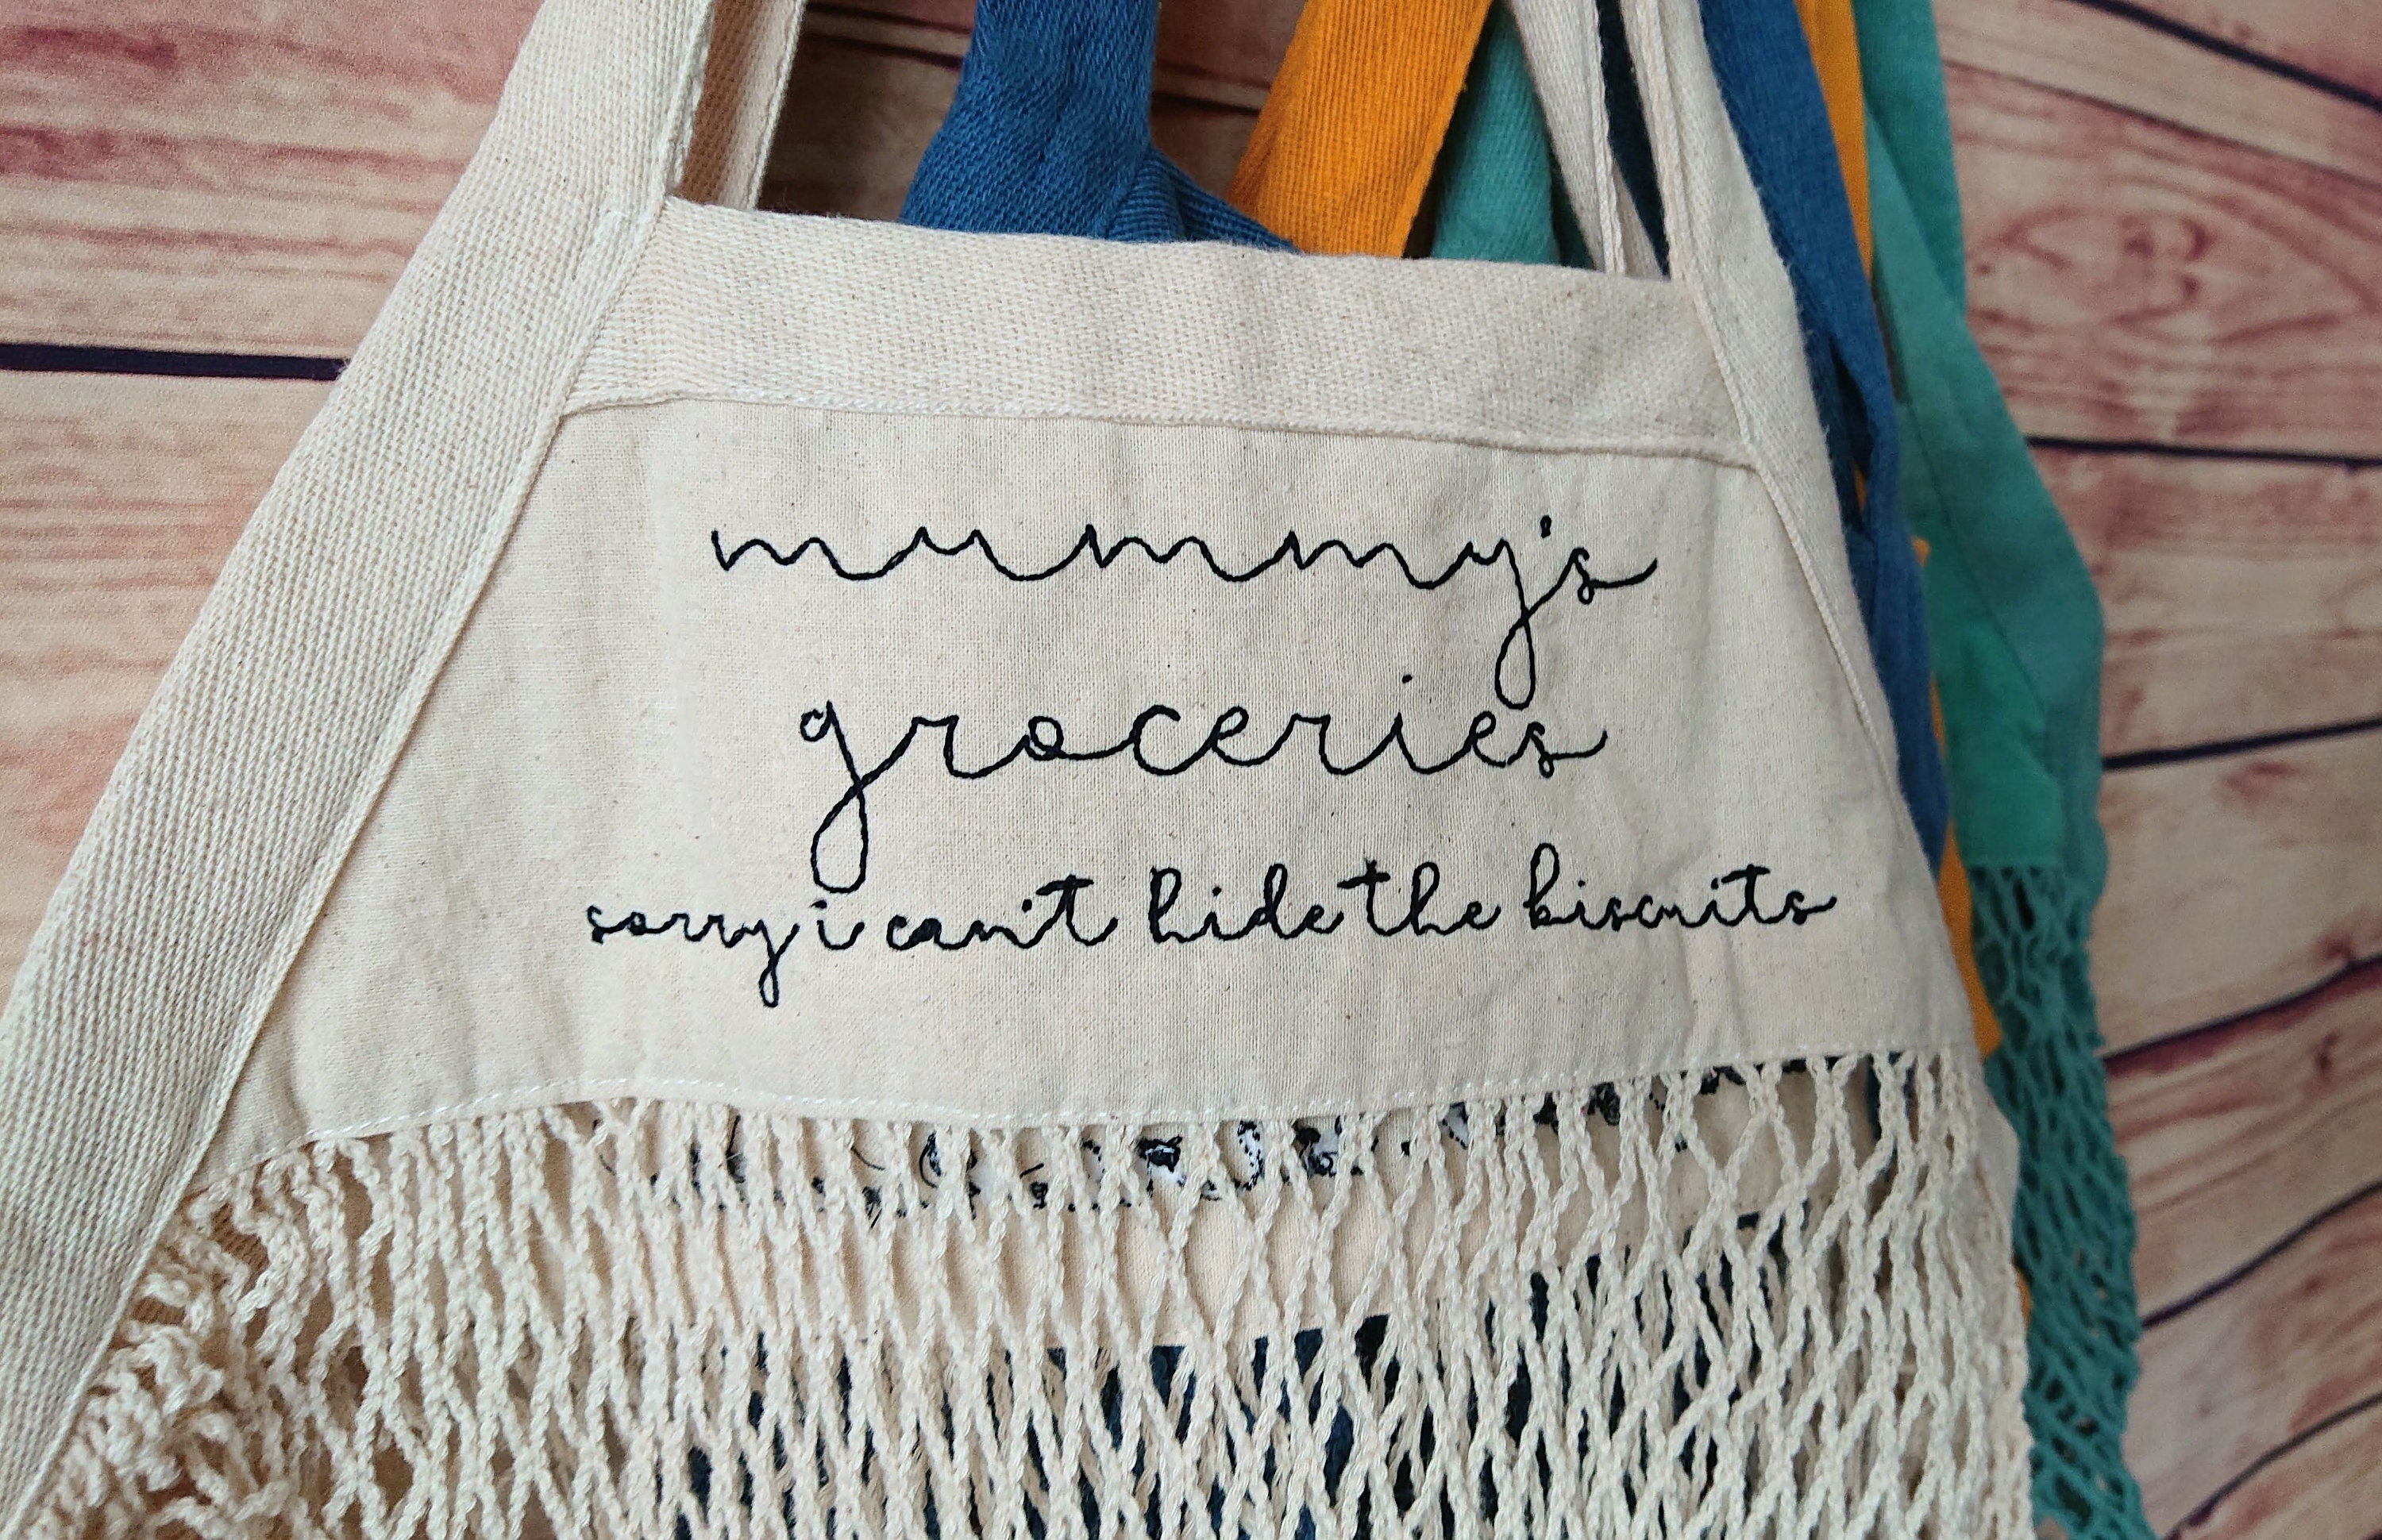 mummy's
groceries
sorry i can't hide the biscuits